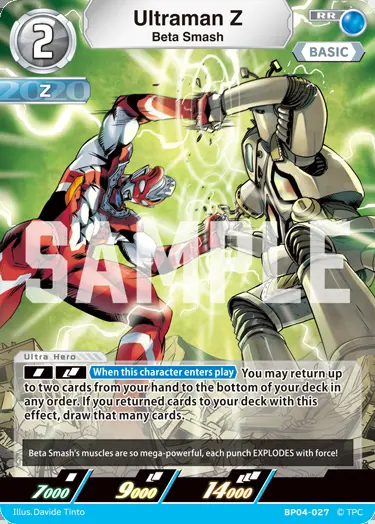 Ultraman Z
Beta Smash
2
RR
BASIC
2020
Z
SAMPLE
Ultra Hero
When this character enters play You may return up
to two cards from your hand to the bottom of your deck in
any order. If you returned cards to your deck with this
effect, draw that many cards.
Beta Smash's muscles are so mega-powerful, each punch EXPLODES with force!
7000 9000 14000
Illus.Davide Tinto
BP04-027 © TPC